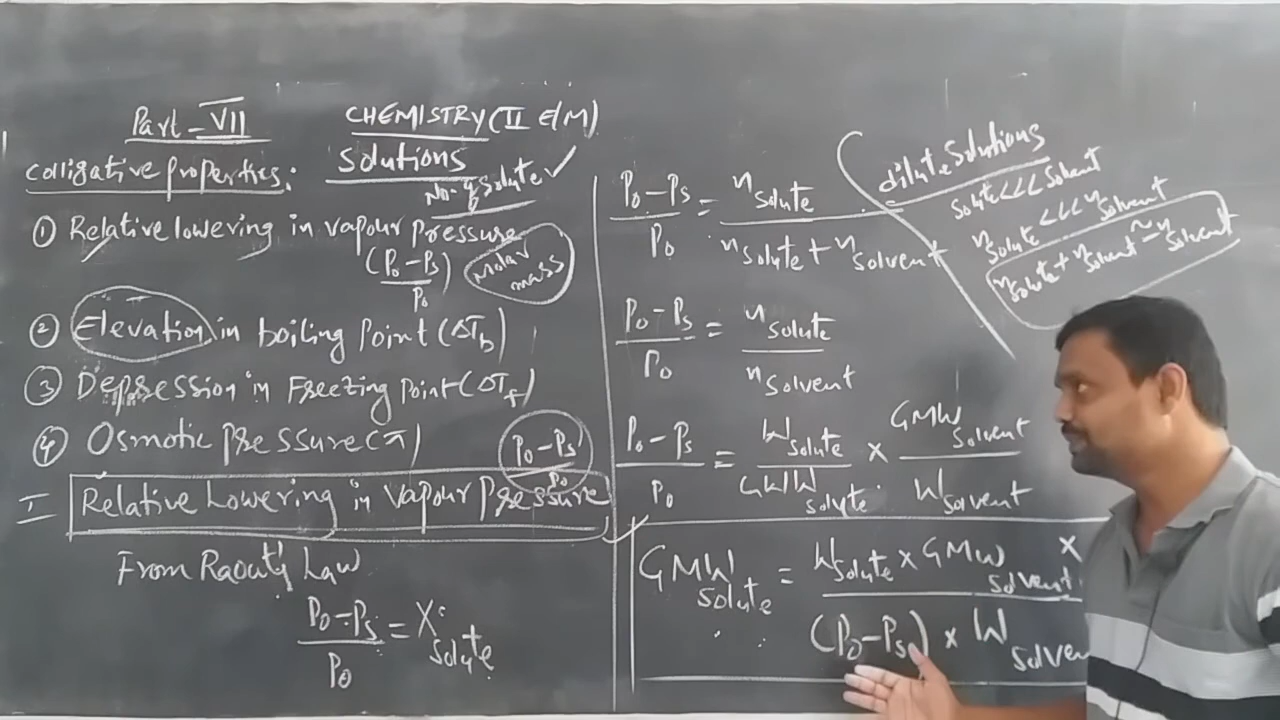 Part - VII
CHEMISTRY (II E/M)
Solutions
Colligative properties:
No. of Solute ✓
① Relative lowering in vapour pressure
(P₀-Pₛ)/P₀
Molar mass
② Elevation in boiling Point (ΔT_b)
③ Depression in Freezing Point (ΔT_f)
④ Osmotic pressure (π)
P₀-Pₛ/P₀
I Relative Lowering in vapour pressure
From Raoult's Law
P₀-Pₛ/P₀ = X solute
P₀-Pₛ/P₀ = n solute/n solute + n solvent
dilute Solutions
Solute <<< Solvent
n solute <<< n solvent
n solute + n solvent ≈ n solvent
P₀-Pₛ/P₀ = n solute/n solvent
P₀-Pₛ/P₀ = W solute/GMW solute × GMW solvent/W solvent
GMW solute = W solute × GMW solvent ×/(P₀-Pₛ) × W